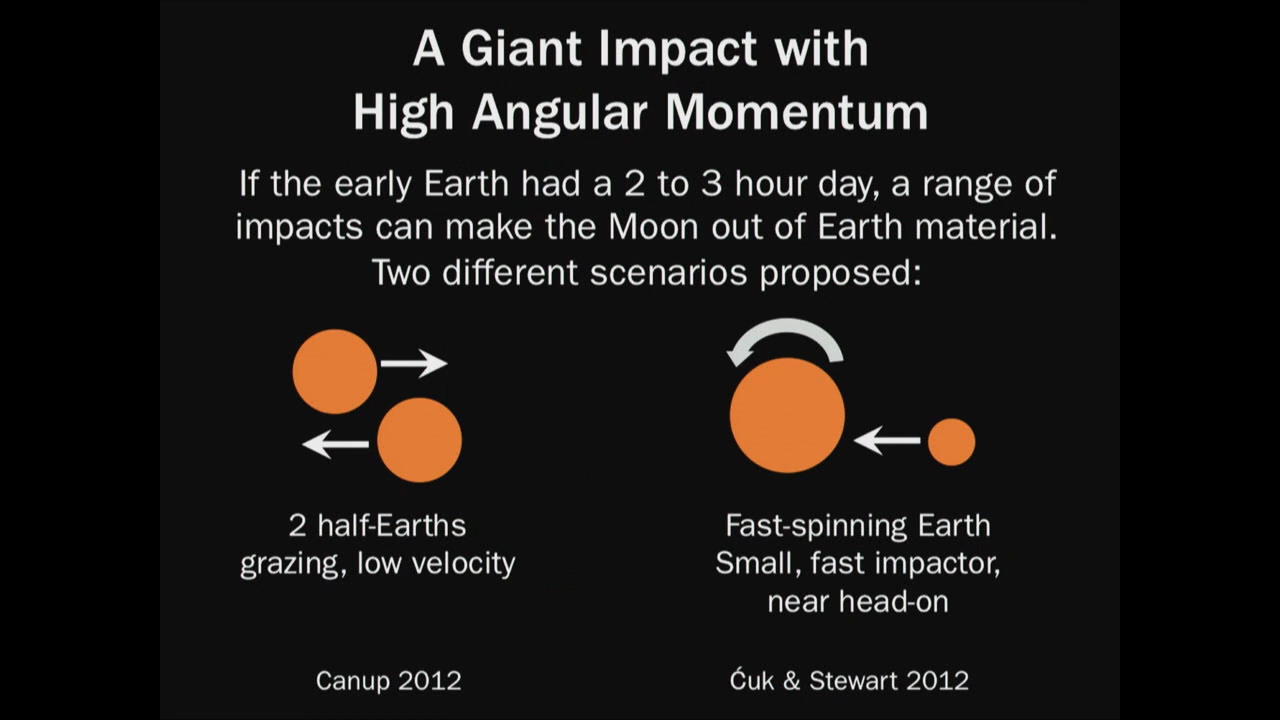 A Giant Impact with
High Angular Momentum
If the early Earth had a 2 to 3 hour day, a range of
impacts can make the Moon out of Earth material.
Two different scenarios proposed:
2 half-Earths
grazing, low velocity
Canup 2012
Fast-spinning Earth
Small, fast impactor,
near head-on
Ćuk & Stewart 2012